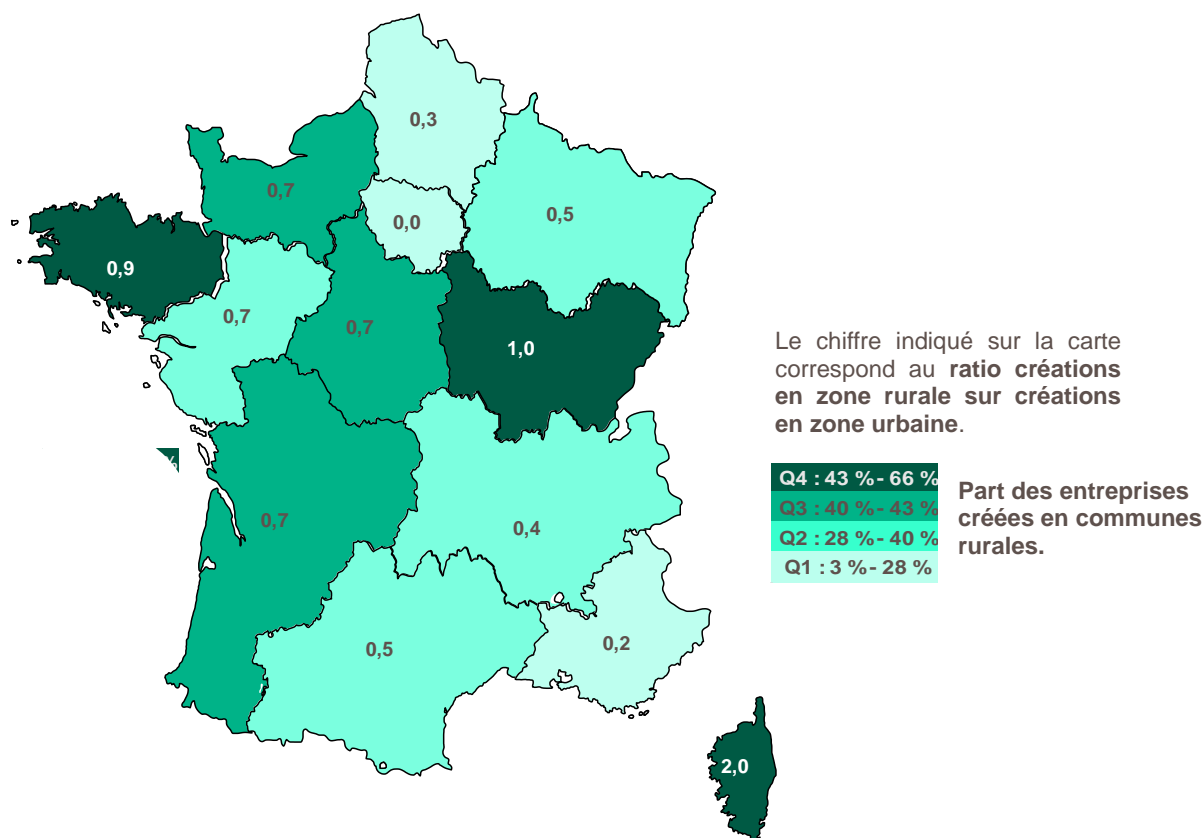 0,3
0,7
0,0
0,5
0,9
0,7
0,7
1,0
Le chiffre indiqué sur la carte
correspond au ratio créations
en zone rurale sur créations
en zone urbaine.
Q4 : 43 %- 66 %
Q3 : 40 %- 43 %
Q2 : 28 %- 40 %
Q1 : 3 %- 28 %
Part des entreprises
créées en communes
rurales.
%
0,7
0,4
0,5
0,2
2,0